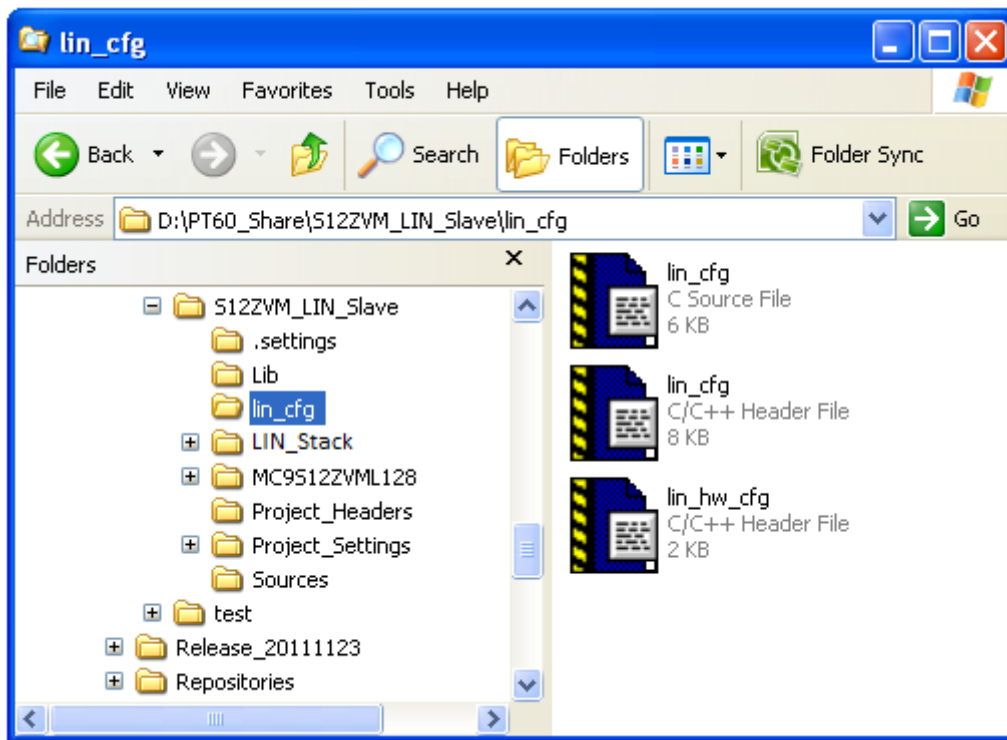 lin_cfg
File Edit View Favorites Tools Help
Back Search Folders Folder Sync
Address D:\PT60_Share\S12ZVM_LIN_Slave\lin_cfg Go
Folders
S12ZVM_LIN_Slave
.settings
Lib
lin_cfg
LIN_Stack
MC9S12ZVML128
Project_Headers
Project_Settings
Sources
test
Release_20111123
Repositories
lin_cfg
C Source File
6 KB
lin_cfg
C/C++ Header File
8 KB
lin_hw_cfg
C/C++ Header File
2 KB